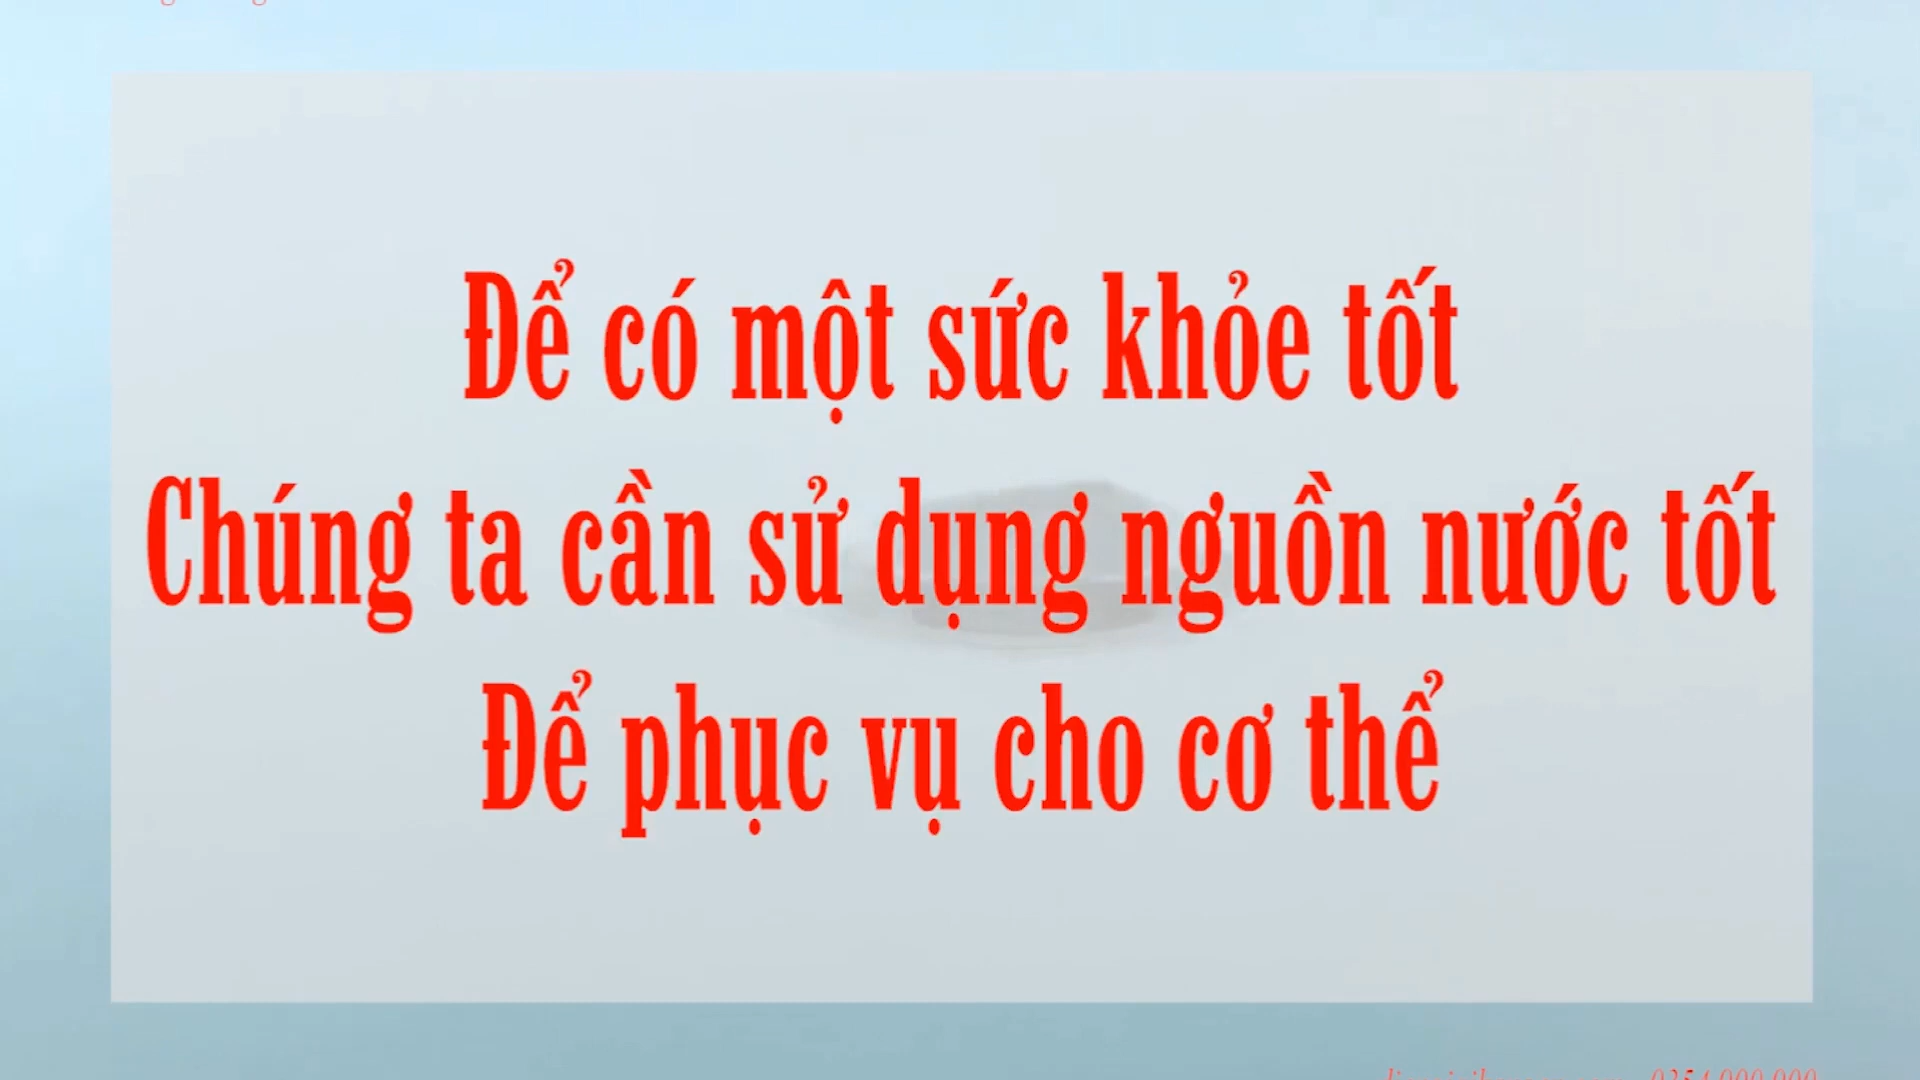 Để có một sức khỏe tốt
Chúng ta cần sử dụng nguồn nước tốt
Để phục vụ cho cơ thể